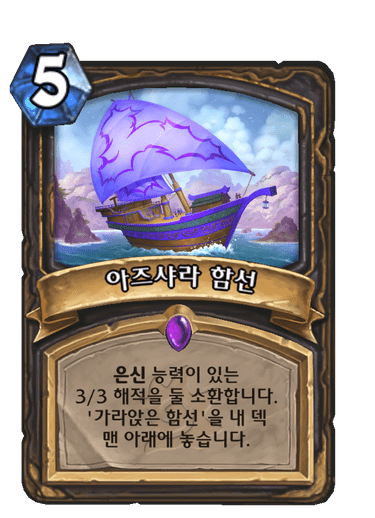 5
아즈샤라 함선
은신 능력이 있는
3/3 해적을 둘 소환합니다.
'가라앉은 함선'을 내 덱
맨 아래에 놓습니다.